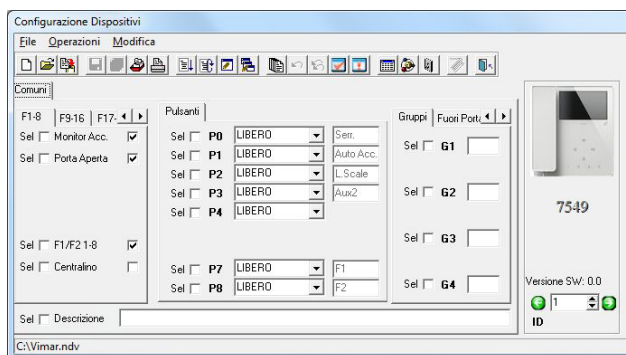 Configurazione Dispositivi
File Operazioni Modifica
Comuni
F1-8 F9-16 F17-
Sel Monitor Acc.
Sel Porta Aperta
Sel F1/F2 1-8
Sel Centralino
Pulsanti
Sel P0 LIBERO Serr.
Sel P1 LIBERO Auto Acc.
Sel P2 LIBERO L.Scale
Sel P3 LIBERO Aux2
Sel P4 LIBERO
Sel P7 LIBERO F1
Sel P8 LIBERO F2
Gruppi Fuori Porta
Sel G1
Sel G2
Sel G3
Sel G4
7549
Versione SW: 0.0
1
ID
Sel Descrizione
C:\Vimar.ndv